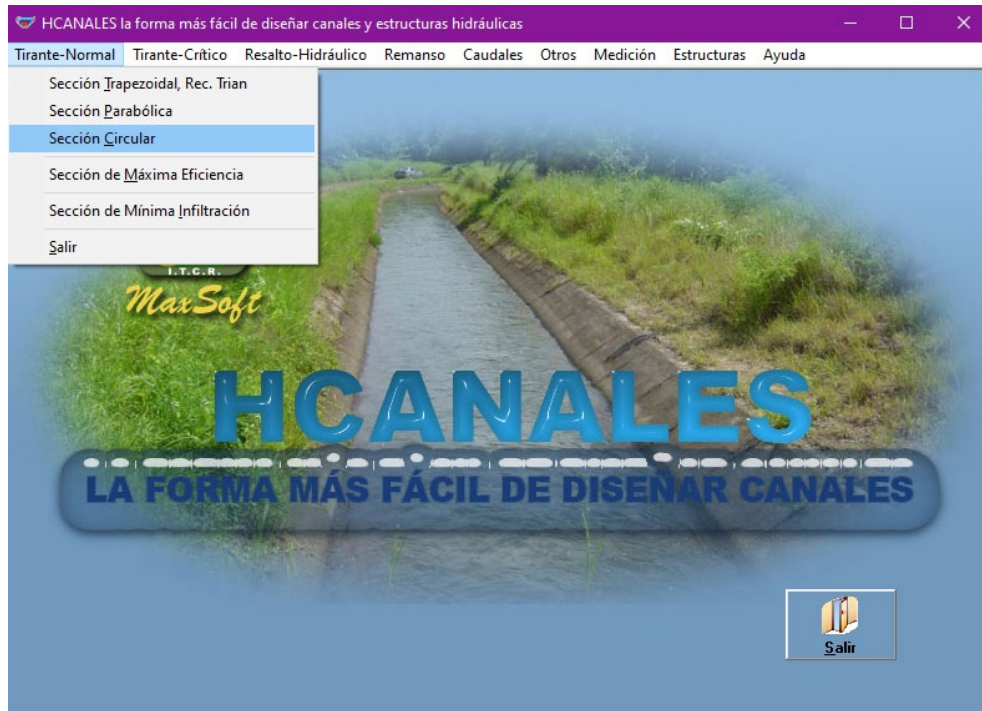 HCANALES la forma más fácil de diseñar canales y estructuras hidráulicas
Tirante-Normal Tirante-Crítico Resalto-Hidráulico Remanso Caudales Otros Medición Estructuras Ayuda
Sección Trapezoidal, Rec. Trian
Sección Parabólica
Sección Circular
Sección de Máxima Eficiencia
Sección de Mínima Infiltración
Salir
I.T.C.R.
MaxSoft
HCANALES
LA FORMA MÁS FÁCIL DE DISEÑAR CANALES
Salir